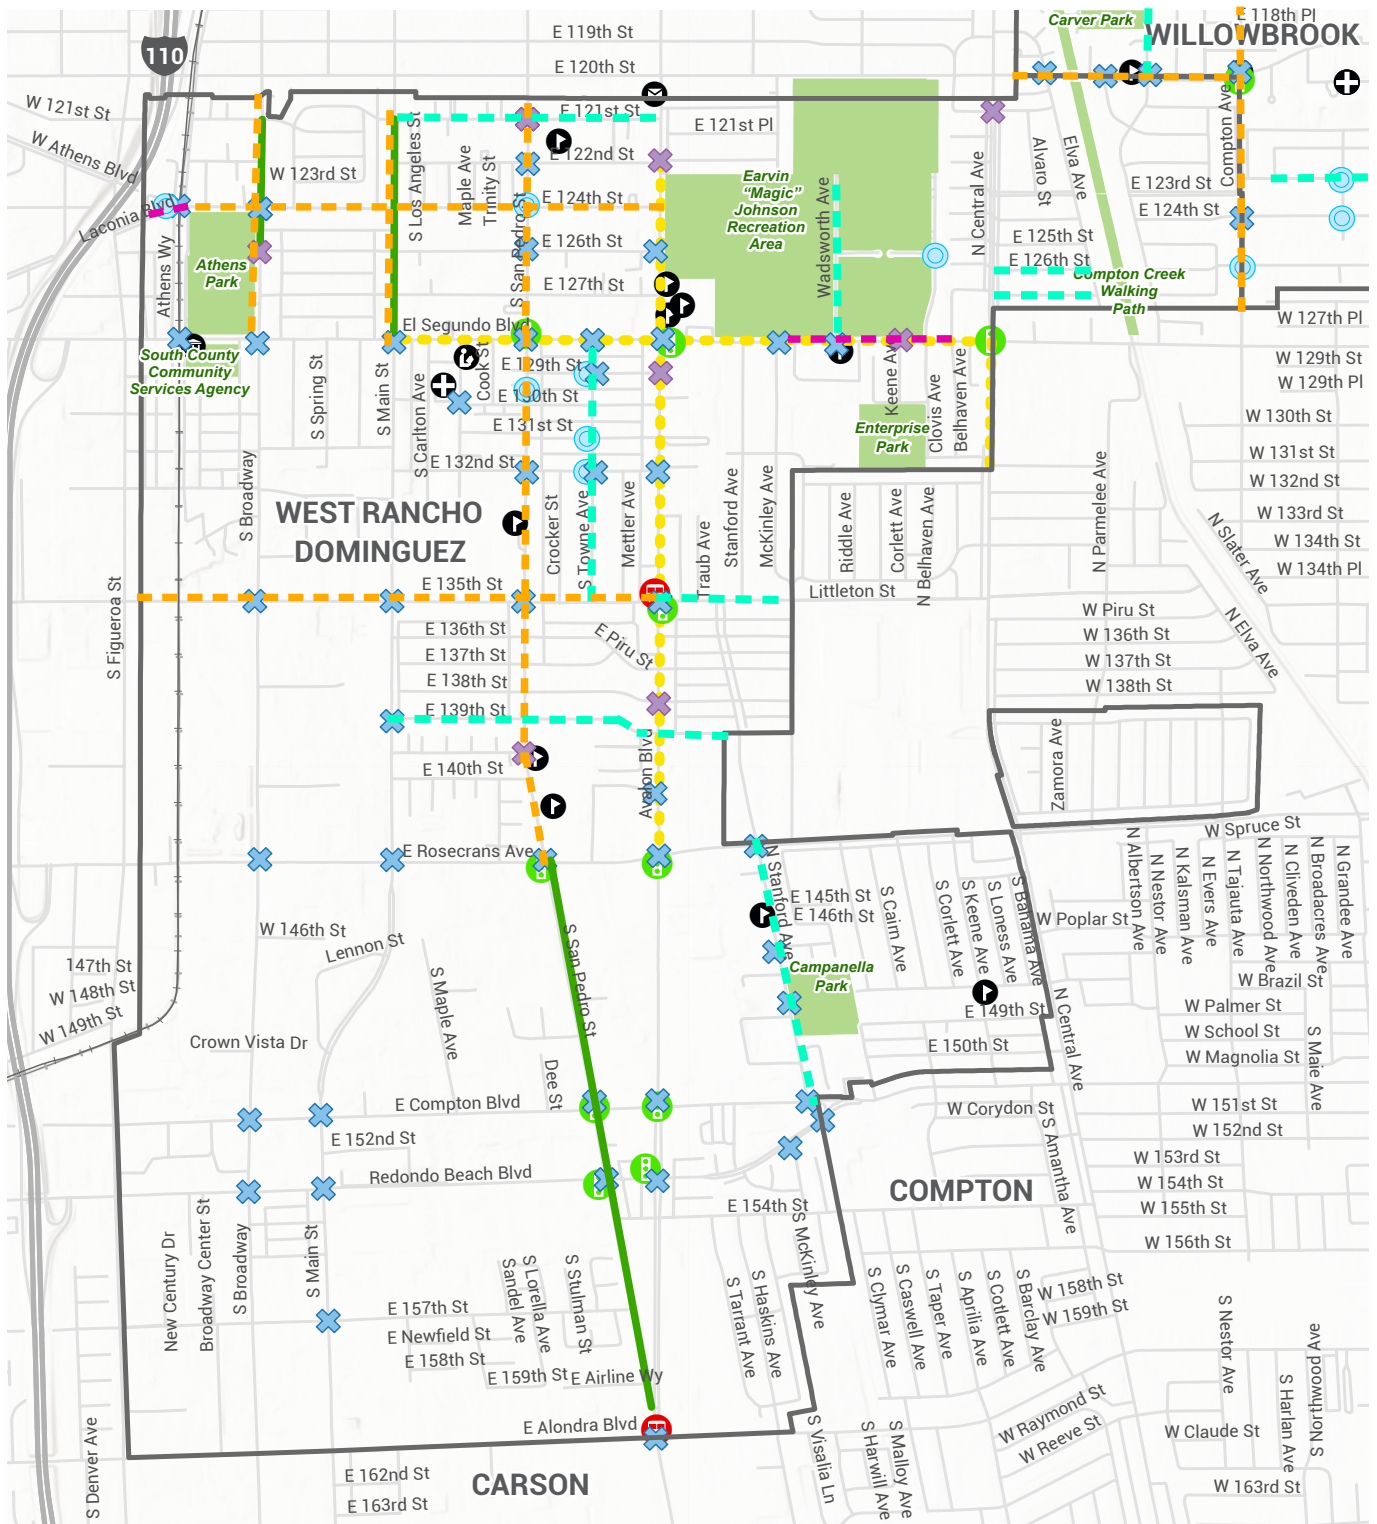 E 118th Pl
Carver Park
WILLOWBROOK
110
E 119th St
E 120th St
W 121st St
W Athens Blvd
E 121st St
E 121st Pl
E 122nd St
W 123rd St
E 123rd St
E 124th St
E 124th St
Compton Ave
Alvaro St
Elva Ave
N Central Ave
Wadsworth Ave
Earvin
“Magic”
Johnson
Recreation
Area
S Los Angeles St
Maple Ave
Trinity St
S San Pedro St
Laconia Blvd
Athens Wy
Athens
Park
E 125th St
E 126th St
E 126th St
E 127th St
Compton Creek
Walking
Path
W 127th Pl
El Segundo Blvd
South County
Community
Services Agency
S Spring St
S Main St
S Carlton Ave
Cook St
E 129th St
E 130th St
E 131st St
E 132nd St
Keene Ave
Clovis Ave
Belhaven Ave
Enterprise
Park
W 129th St
W 129th Pl
W 130th St
W 131st St
W 132nd St
W 133rd St
W 134th St
W 134th Pl
S Broadway
WEST RANCHO
DOMINGUEZ
Crocker St
S Towne Ave
Mettler Ave
Traub Ave
Stanford Ave
McKinley Ave
Riddle Ave
Corlett Ave
N Belhaven Ave
N Parmelee Ave
N Slater Ave
N Elva Ave
S Figueroa St
E 135th St
Littleton St
E 136th St
E 137th St
E 138th St
E 139th St
E 140th St
E Piru St
Avalon Blvd
W Piru St
W 136th St
W 137th St
W 138th St
Zamora Ave
E Rosecrans Ave
W Spruce St
N Albertson Ave
N Nestor Ave
N Kalsman Ave
N Evers Ave
N Tajauta Ave
N Northwood Ave
N Cliveden Ave
N Broadacres Ave
N Grandee Ave
N Stanford Ave
E 145th St
E 146th St
S Cairn Ave
S Corlett Ave
S Keene Ave
S Loness Ave
S Bahama Ave
W Poplar St
W 146th St
Lennon St
S Maple Ave
S San Pedro St
147th St
W 148th St
W 149th St
Campanella
Park
W Brazil St
W Palmer St
W School St
W Magnolia St
S Maie Ave
E 149th St
E 150th St
N Central Ave
Crown Vista Dr
Dee St
E Compton Blvd
E 152nd St
Redondo Beach Blvd
W Corydon St
W 151st St
W 152nd St
W 153rd St
W 154th St
W 155th St
W 156th St
S Amantha Ave
COMPTON
E 154th St
S McKinley Ave
New Century Dr
Broadway Center St
S Broadway
S Main St
Sandel Ave
S Lorella Ave
S Stulman St
S Tarrant Ave
S Haskins Ave
S Clymar Ave
S Caswell Ave
S Taper Ave
S Aprilia Ave
S Cotlett Ave
S Barclay Ave
W 158th St
W 159th St
E 157th St
E Newfield St
E 158th St
E 159th St
E Airline Wy
S Nestor Ave
S Northwood Ave
S Harlan Ave
E Alondra Blvd
W Raymond St
W Reeve St
W Claude St
W 163rd St
S Visalia Ln
S Harwill Ave
S Malloy Ave
S Denver Ave
E 162nd St
E 163rd St
CARSON